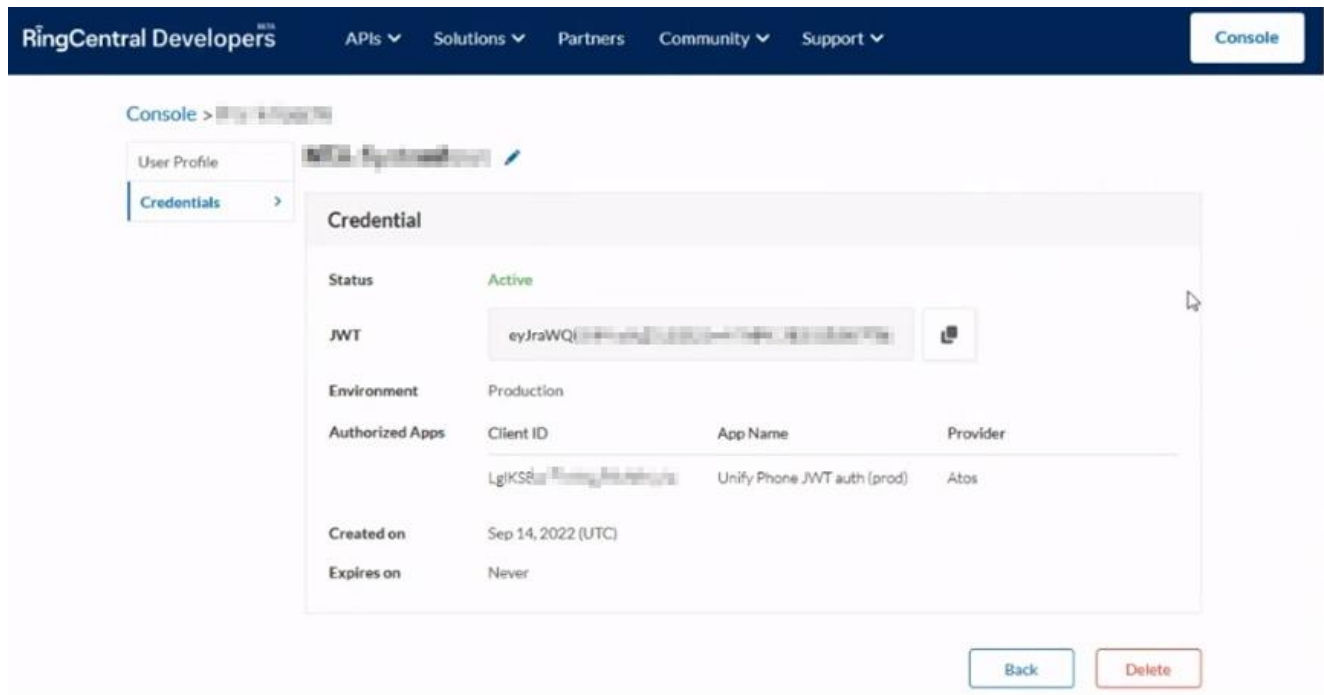 RingCentral Developers BETA APIs Solutions Partners Community Support Console
Console >
User Profile
Credentials >
Credential
Status Active
JWT eyJraWQ
Environment Production
Authorized Apps Client ID App Name Provider
LglKS8 Unify Phone JWT auth (prod) Atos
Created on Sep 14, 2022 (UTC)
Expires on Never
Back Delete